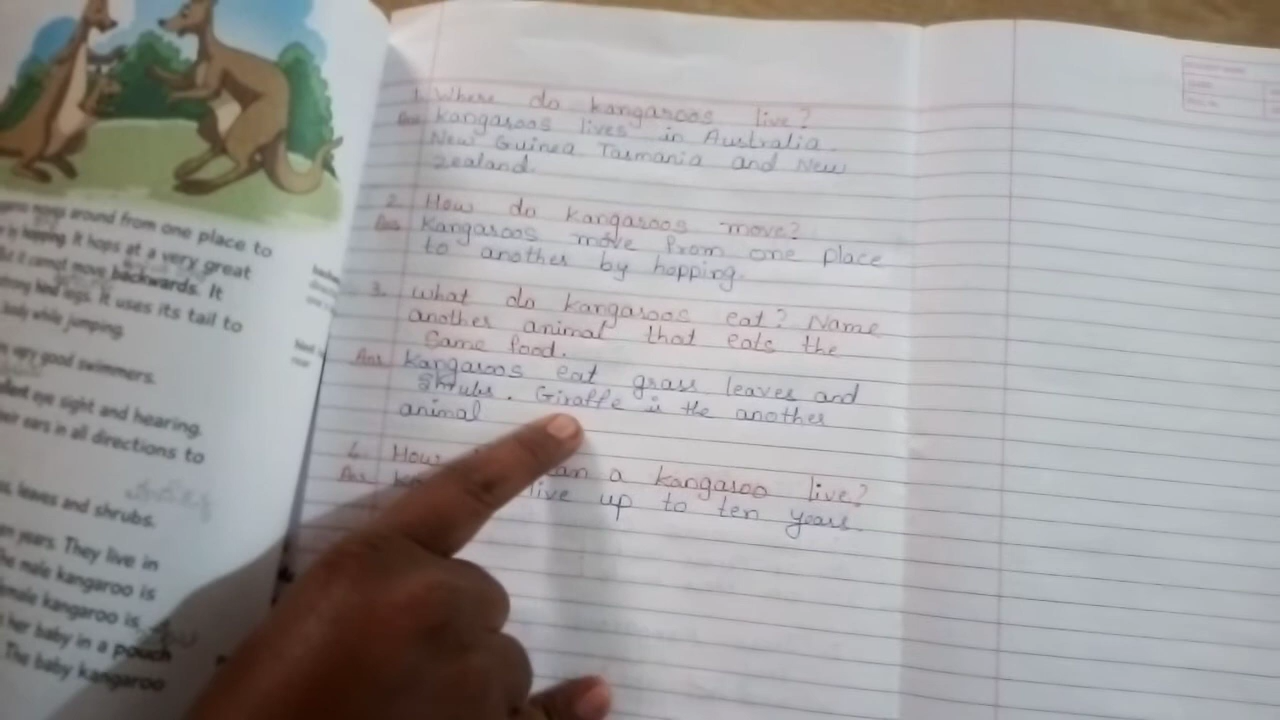 around from one place to
hopping. It hops at a very great
move backwards. It
strong hind legs. It uses its tail to
body while jumping.
very good swimmers.
eye sight and hearing.
their ears in all directions to
leaves and shrubs.
years. They live in
The male kangaroo is
female kangaroo is
her baby in a pouch
The baby kangaroo
1. Where do kangaroos live?
Ans kangaroos lives in Australia
New Guinea Tasmania and New
zealand.
2. How do kangaroos move?
Ans Kangaroos move from one place
to another by hopping.
3. What do kangaroos eat? Name
another animal that eats the
Same food.
Ans Kangaroos eat grass leaves and
Shrubs. Giraffe is the another
animal
4. How can a kangaroo live?
Ans live up to ten years.